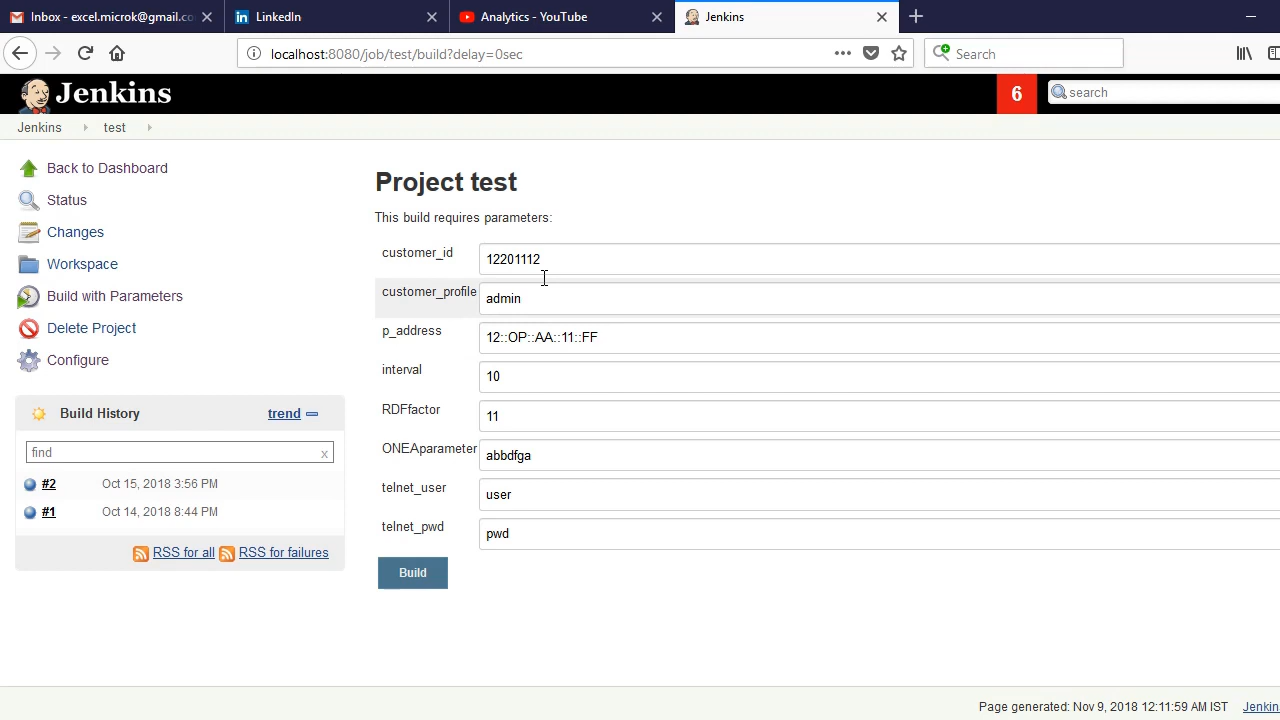 Inbox - excel.microk@gmail.co
LinkedIn
Analytics - YouTube
Jenkins
localhost:8080/job/test/build?delay=0sec
Search
Jenkins
6
search
Jenkins
test
Back to Dashboard
Status
Changes
Workspace
Build with Parameters
Delete Project
Configure
Build History
trend
find
x
#2
Oct 15, 2018 3:56 PM
#1
Oct 14, 2018 8:44 PM
RSS for all
RSS for failures
Project test
This build requires parameters:
customer_id
12201112
customer_profile
admin
p_address
12::OP::AA::11::FF
interval
10
RDFfactor
11
ONEAparameter
abbdfga
telnet_user
user
telnet_pwd
pwd
Build
Page generated: Nov 9, 2018 12:11:59 AM IST
Jenkin